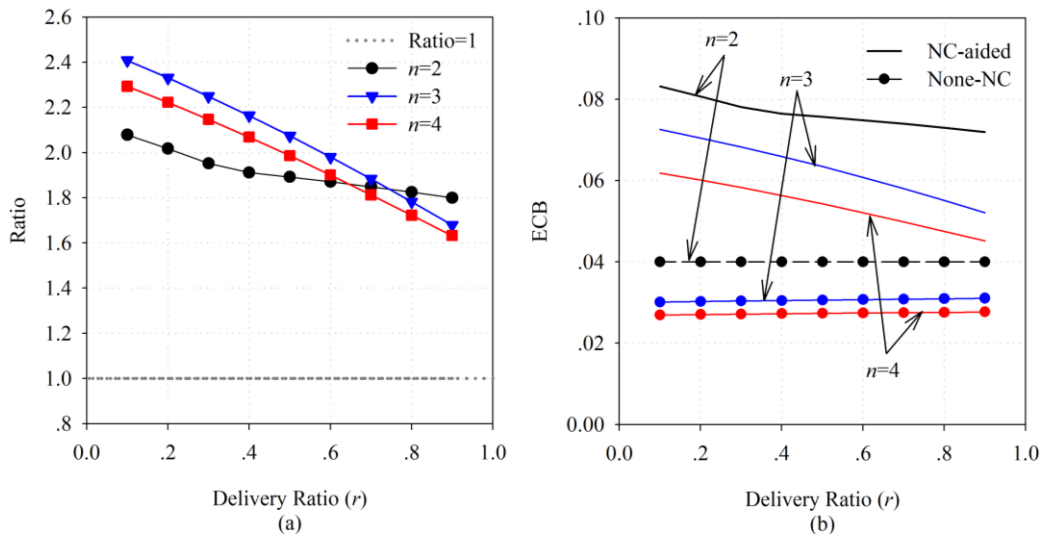 2.6
2.4
2.2
2.0
1.8
1.6
1.4
1.2
1.0
.8
0.0 .2 .4 .6 .8 1.0
Ratio
Ratio=1
n=2
n=3
n=4
Delivery Ratio (r)
(a)
.10
.08
.06
.04
.02
0.00
0.0 .2 .4 .6 .8 1.0
ECB
n=2
n=3
n=4
NC-aided
None-NC
Delivery Ratio (r)
(b)